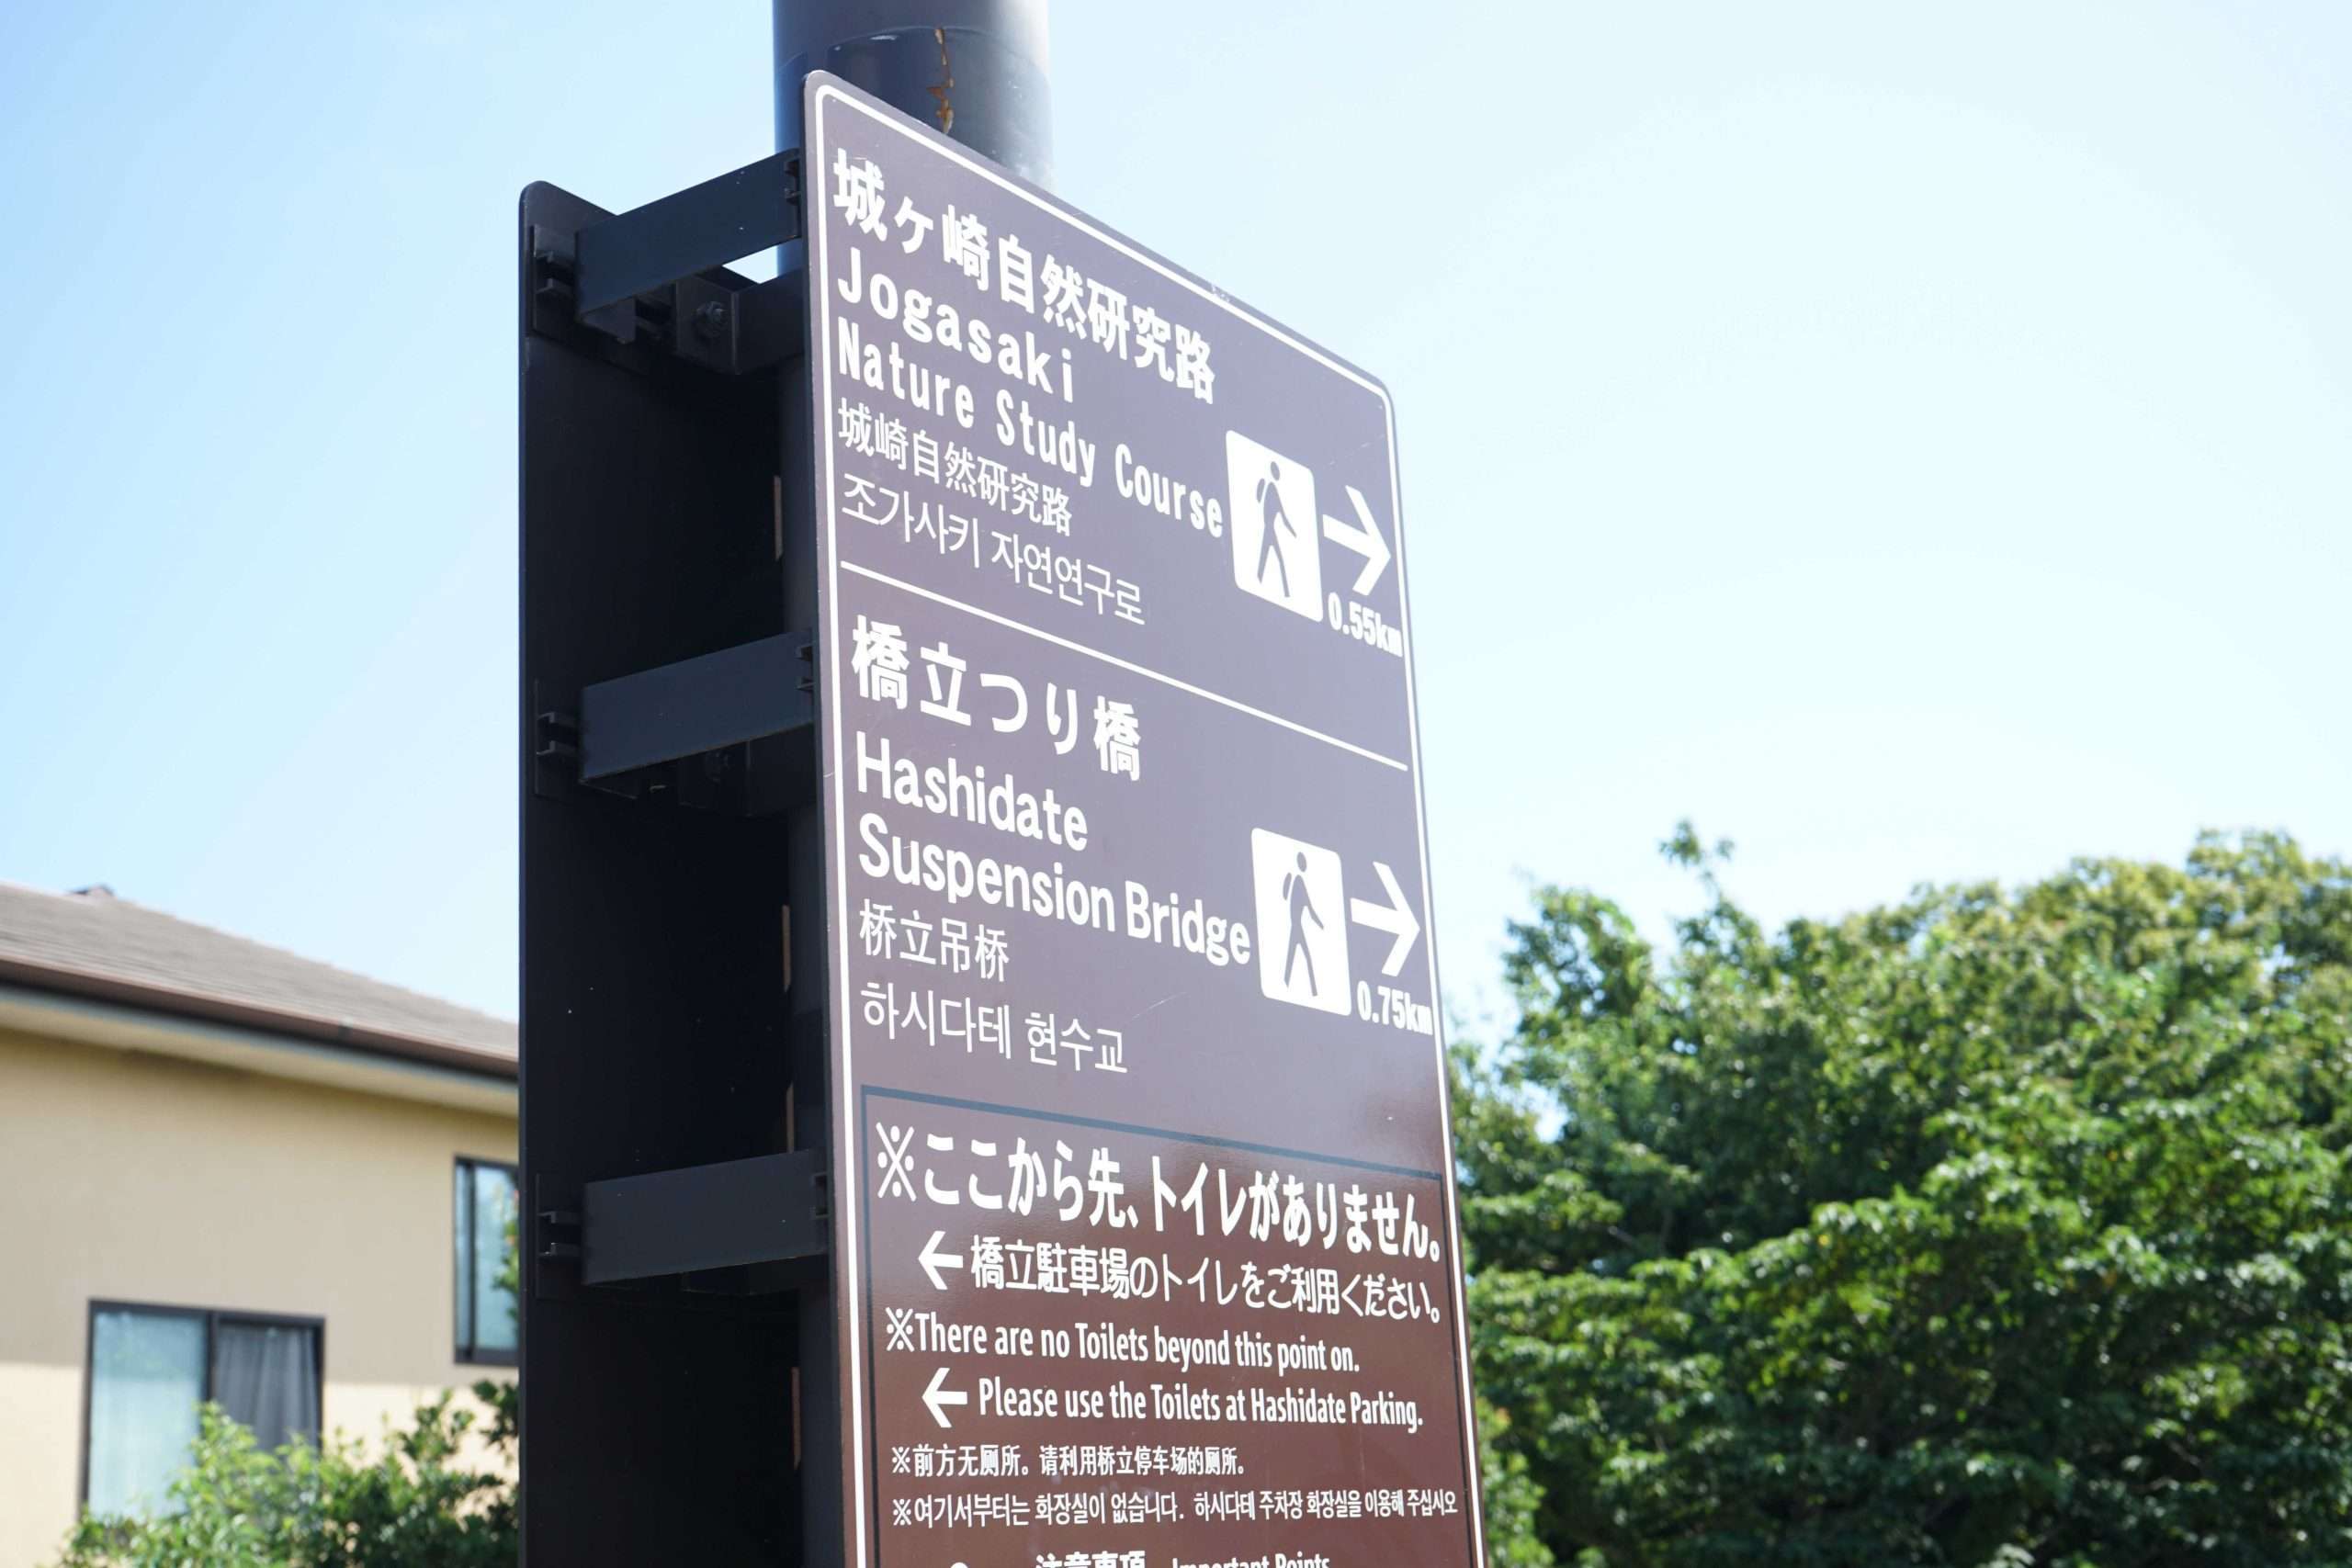 城ヶ崎自然研究路
Jogasaki
Nature Study Course
城崎自然研究路
조가사키 자연연구로
0.55km
橋立つり橋
Hashidate
Suspension Bridge
桥立吊桥
하시다테 현수교
0.75km
※ここから先、トイレがありません。
←橋立駐車場のトイレをご利用ください。
※There are no Toilets beyond this point on.
←Please use the Toilets at Hashidate Parking.
※前方无厕所。请利用桥立停车场的厕所。
※여기서부터는 화장실이 없습니다. 하시다테 주차장 화장실을 이용해 주십시오
注意事項 Important Points